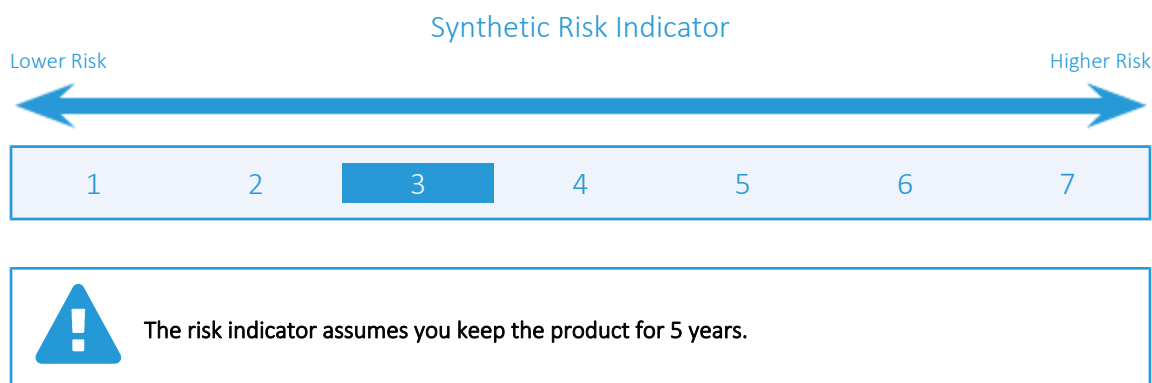 Synthetic Risk Indicator
Lower Risk Higher Risk
1 2 3 4 5 6 7
The risk indicator assumes you keep the product for 5 years.